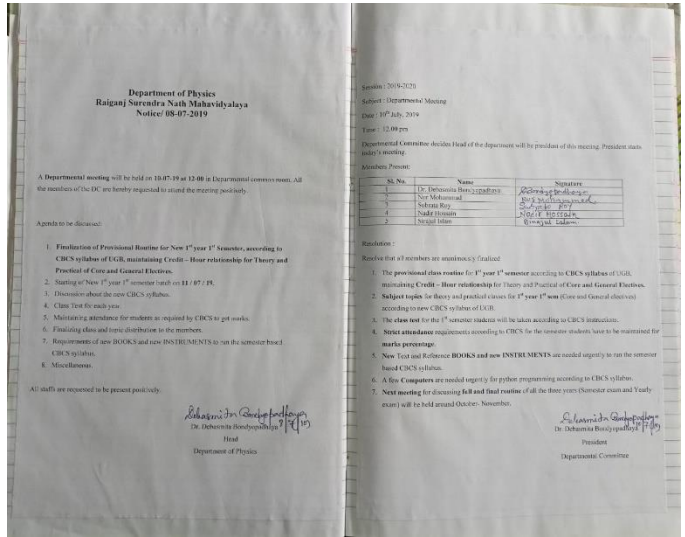 Department of Physics
Raiganj Surendra Nath Mahavidyalaya
Notice/ 08-07-2019
A Departmental meeting will be held on 10-07-19 at 12-00 in Departmental common room. All
the members of the DC are hereby requested to attend the meeting positively.
Agenda to be discussed:
1. Finalization of Provisional Routine for New 1st year 1st Semester, according to
CBCS syllabus of UGB, maintaining Credit – Hour relationship for Theory and
Practical of Core and General Electives.
2. Starting of New 1st year 1st semester batch on 11 / 07 / 19.
3. Discussion about the new CBCS syllabus.
4. Class Test for each year.
5. Maintaining attendance for students as required by CBCS to get marks.
6. Finalizing class and topic distribution to the members.
7. Requirements of new BOOKS and new INSTRUMENTS to run the semester based
CBCS syllabus.
8. Miscellaneous.
All staffs are requested to be present positively.
Debasmita Bondyopadhaya
Dr. Debasmita Bondyopadhaya
Head
Department of Physics
Session : 2019-2020
Subject : Departmental Meeting
Date : 10th July, 2019
Time : 12.00 pm
Departmental Committee decides Head of the department will be president of this meeting. President starts
today's meeting.
Members Present:
Sl. No. Name Signature
1 Dr. Debasmita Bondyopadhaya
2 Nur Mohammad
3 Subrata Roy Subrata Roy
4 Nadir Hossain
5
Resolution :
Resolve that all members are unanimously finalized
1. The provisional class routine for 1st year 1st semester according to CBCS syllabus of UGB,
maintaining Credit – Hour relationship for Theory and Practical of Core and General Electives.
2. Subject topics for theory and practical classes for 1st year 1st sem (Core and General electives)
according to new CBCS syllabus of UGB.
3. The class test for the 1st semester students will be taken according to CBCS instructions.
4. Strict attendance requirements according to CBCS for the semester students have to be maintained for
marks percentage.
5. New Text and Reference BOOKS and new INSTRUMENTS are needed urgently to run the semester
based CBCS syllabus.
6. A few Computers are needed urgently for python programming according to CBCS syllabus.
7. Next meeting for discussing full and final routine of all the three years (Semester exam and Yearly
exam) will be held around October- November.
Debasmita Bondyopadhaya
Dr. Debasmita Bondyopadhaya
President
Departmental Committee